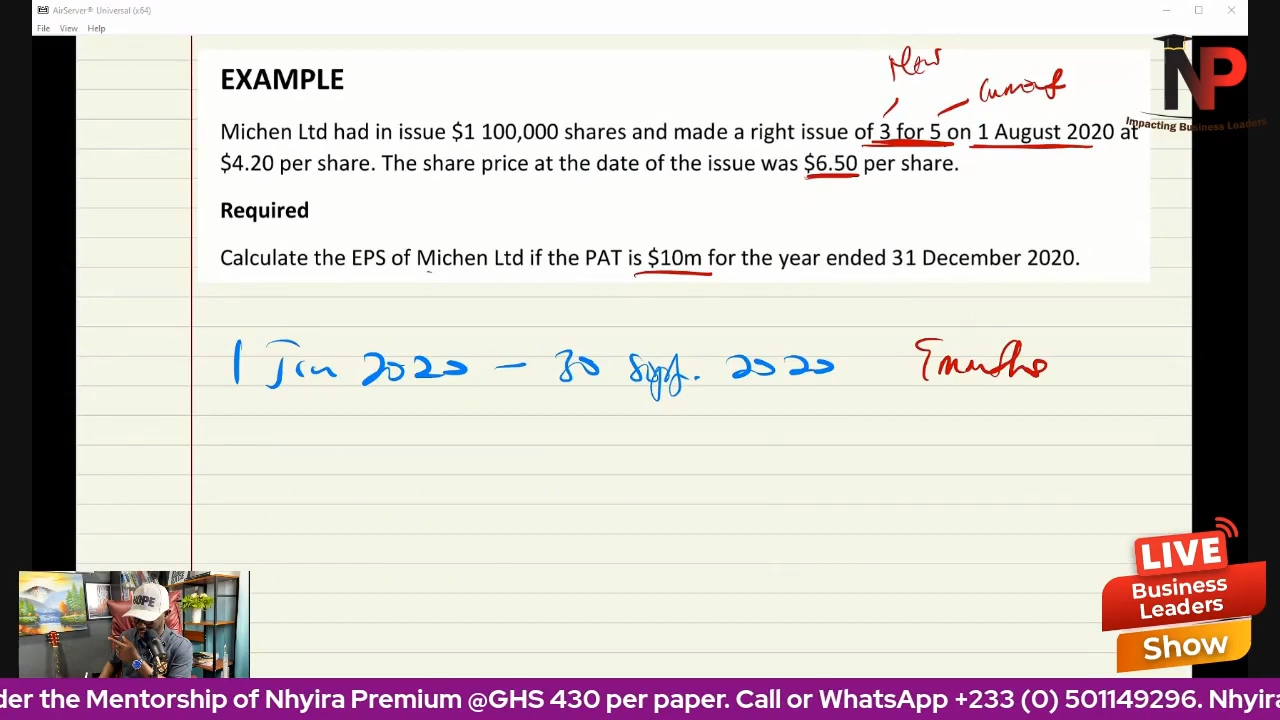 AirServer® Universal (x64)
File View Help
NP
Impacting Business Leaders
New
Current
EXAMPLE
Michen Ltd had in issue $1 100,000 shares and made a right issue of 3 for 5 on 1 August 2020 at
$4.20 per share. The share price at the date of the issue was $6.50 per share.
Required
Calculate the EPS of Michen Ltd if the PAT is $10m for the year ended 31 December 2020.
1 Jan 2020 – 30 Sept. 2020 9 months
HOPE
LIVE
Business
Leaders
Show
der the Mentorship of Nhyira Premium @GHS 430 per paper. Call or WhatsApp +233 (0) 501149296. Nhyira